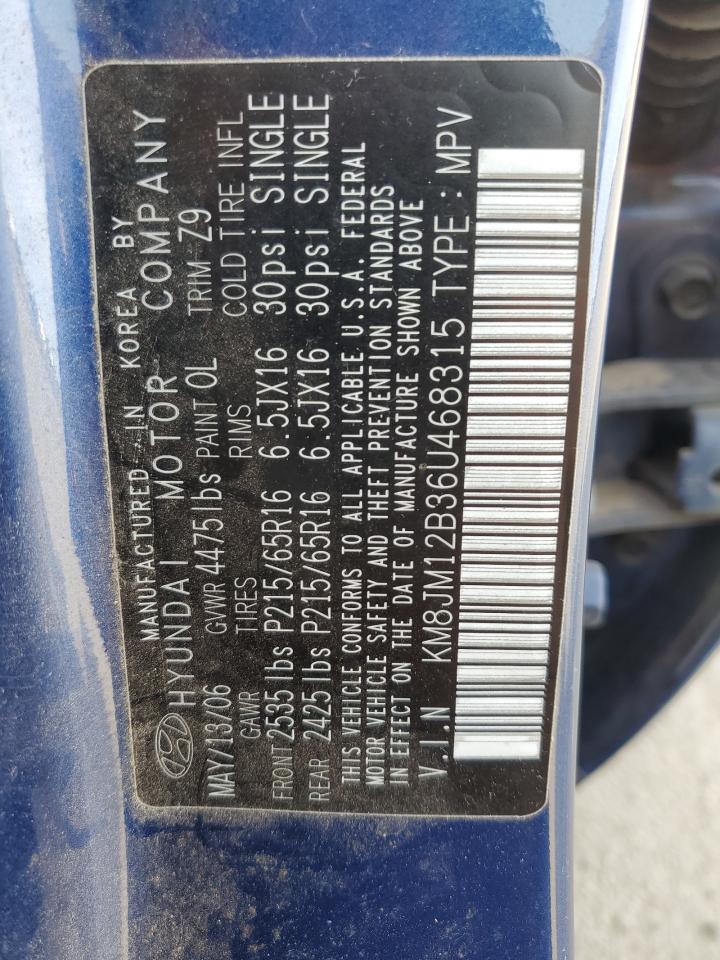 MANUFACTURED IN KOREA BY
HYUNDAI MOTOR COMPANY
MAY/13/06 GVWR 4475lbs PAINT OL TRIM Z9
GAWR TIRES RIMS COLD TIRE INFL
FRONT 2535 lbs P215/65R16 6.5JX16 30psi SINGLE
REAR 2425 lbs P215/65R16 6.5JX16 30psi SINGLE
THIS VEHICLE CONFORMS TO ALL APPLICABLE U.S.A. FEDERAL
MOTOR VEHICLE SAFETY AND THEFT PREVENTION STANDARDS
IN EFFECT ON THE DATE OF MANUFACTURE SHOWN ABOVE
V.I.N KM8JM12B36U468315 TYPE : MPV